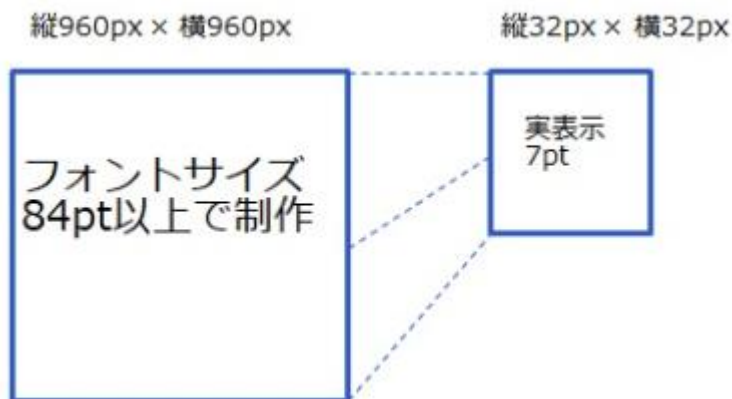 縦960px × 横960px
縦32px × 横32px
フォントサイズ
84pt以上で制作
実表示
7pt